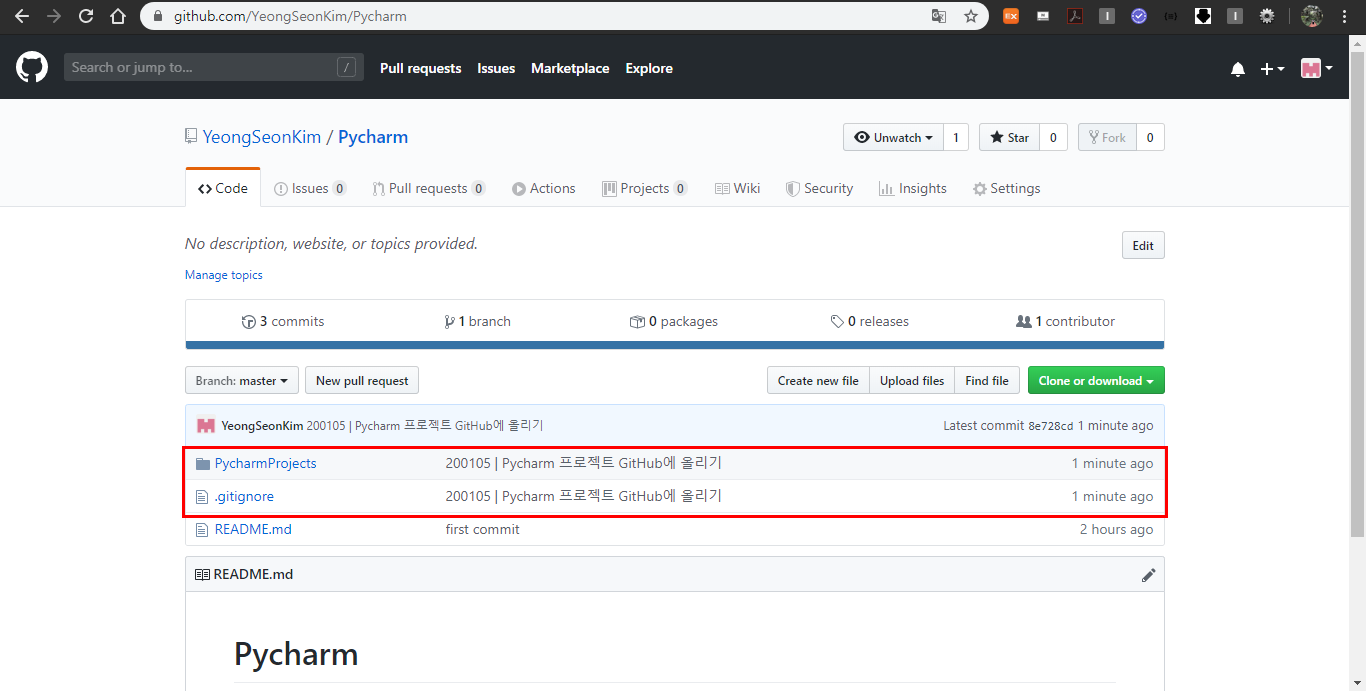 github.com/YeongSeonKim/Pycharm
Search or jump to... / Pull requests Issues Marketplace Explore
YeongSeonKim / Pycharm Unwatch 1 Star 0 Fork 0
Code Issues 0 Pull requests 0 Actions Projects 0 Wiki Security Insights Settings
No description, website, or topics provided. Edit
Manage topics
3 commits 1 branch 0 packages 0 releases 1 contributor
Branch: master New pull request Create new file Upload files Find file Clone or download
YeongSeonKim 200105 | Pycharm 프로젝트 GitHub에 올리기 Latest commit 8e728cd 1 minute ago
PycharmProjects 200105 | Pycharm 프로젝트 GitHub에 올리기 1 minute ago
.gitignore 200105 | Pycharm 프로젝트 GitHub에 올리기 1 minute ago
README.md first commit 2 hours ago
README.md
Pycharm